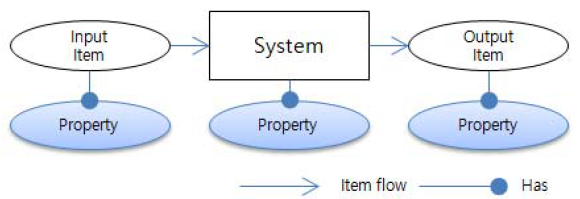 Input
Item
System
Output
Item
Property
Property
Property
Item flow
Has